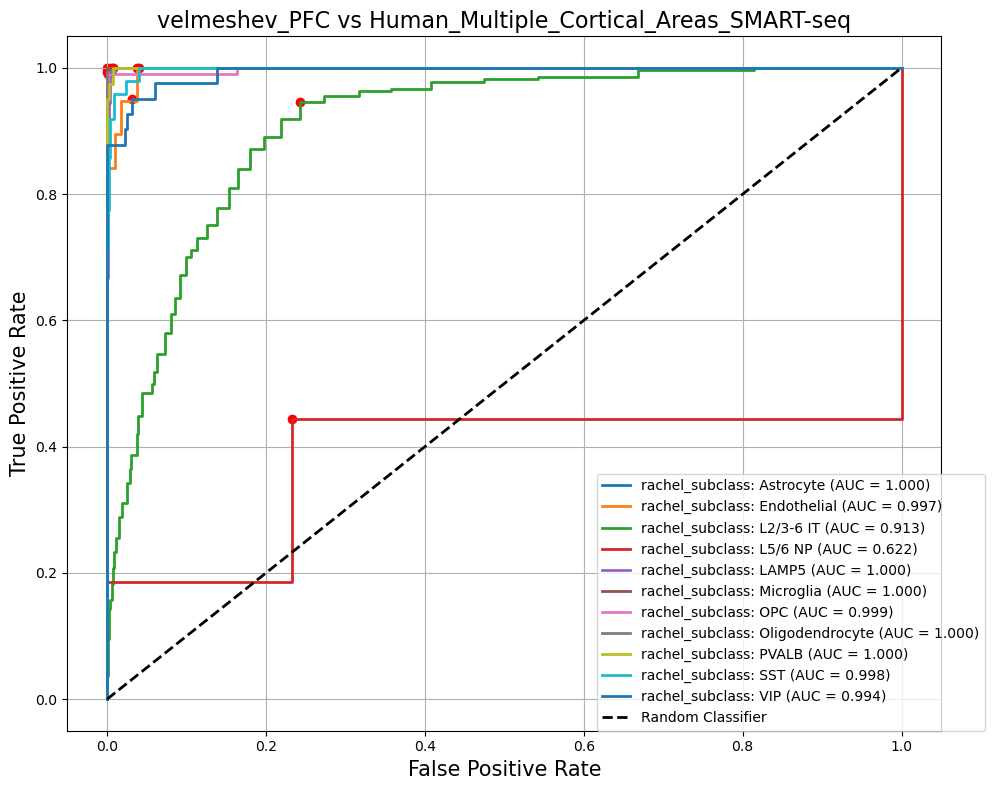 velmeshev_PFC vs Human_Multiple_Cortical_Areas_SMART-seq
True Positive Rate
1.0
0.8
0.6
0.4
0.2
0.0
rachel_subclass: Astrocyte (AUC = 1.000)
rachel_subclass: Endothelial (AUC = 0.997)
rachel_subclass: L2/3-6 IT (AUC = 0.913)
rachel_subclass: L5/6 NP (AUC = 0.622)
rachel_subclass: LAMP5 (AUC = 1.000)
rachel_subclass: Microglia (AUC = 1.000)
rachel_subclass: OPC (AUC = 0.999)
rachel_subclass: Oligodendrocyte (AUC = 1.000)
rachel_subclass: PVALB (AUC = 1.000)
rachel_subclass: SST (AUC = 0.998)
rachel_subclass: VIP (AUC = 0.994)
Random Classifier
0.0 0.2 0.4 0.6 0.8 1.0
False Positive Rate